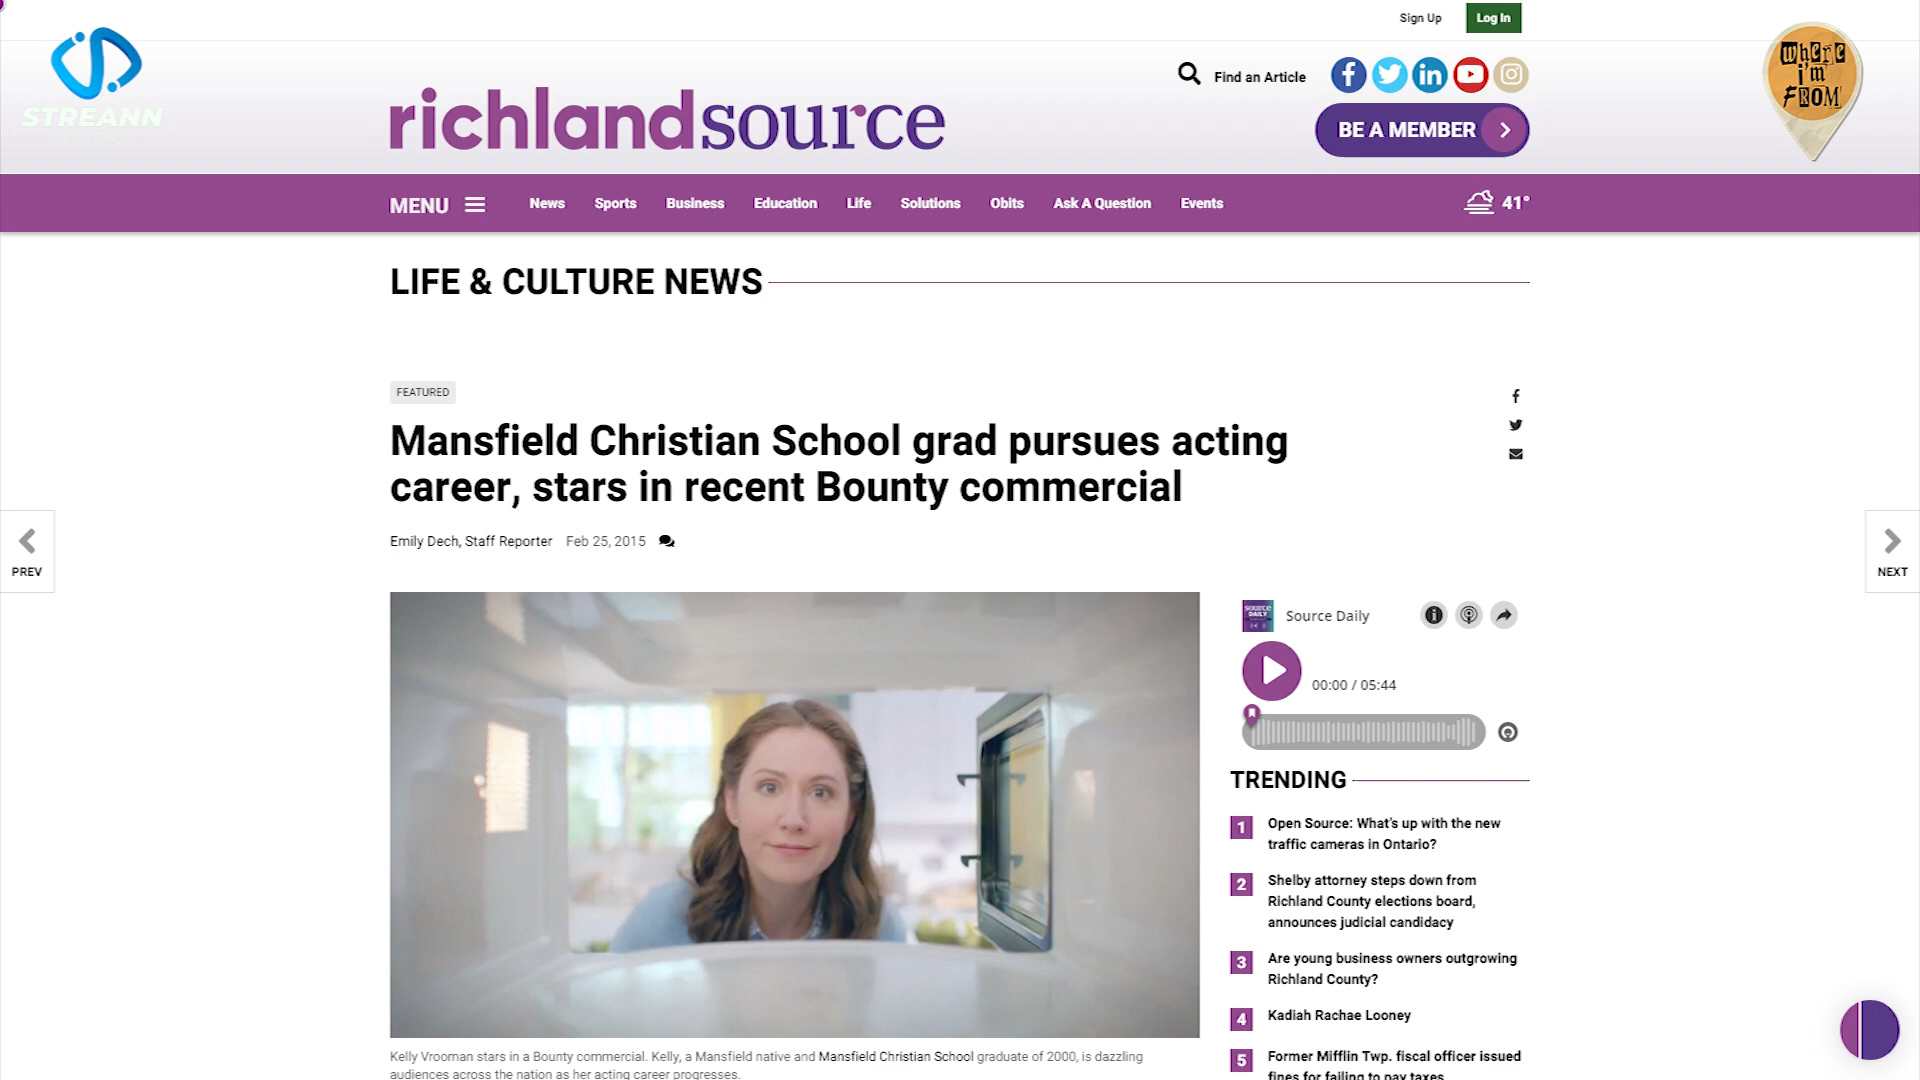 Sign Up
Log In
STREANN
where
i'm
FROM
Find an Article
richlandsource
BE A MEMBER
MENU
News
Sports
Business
Education
Life
Solutions
Obits
Ask A Question
Events
41°
LIFE & CULTURE NEWS
FEATURED
Mansfield Christian School grad pursues acting
career, stars in recent Bounty commercial
Emily Dech, Staff Reporter Feb 25, 2015
PREV
NEXT
Source Daily
00:00 / 05:44
TRENDING
1 Open Source: What's up with the new
traffic cameras in Ontario?
2 Shelby attorney steps down from
Richland County elections board,
announces judicial candidacy
3 Are young business owners outgrowing
Richland County?
4 Kadiah Rachae Looney
5 Former Mifflin Twp. fiscal officer issued
fines for failing to pay taxes
Kelly Vrooman stars in a Bounty commercial. Kelly, a Mansfield native and Mansfield Christian School graduate of 2000, is dazzling
audiences across the nation as her acting career progresses.